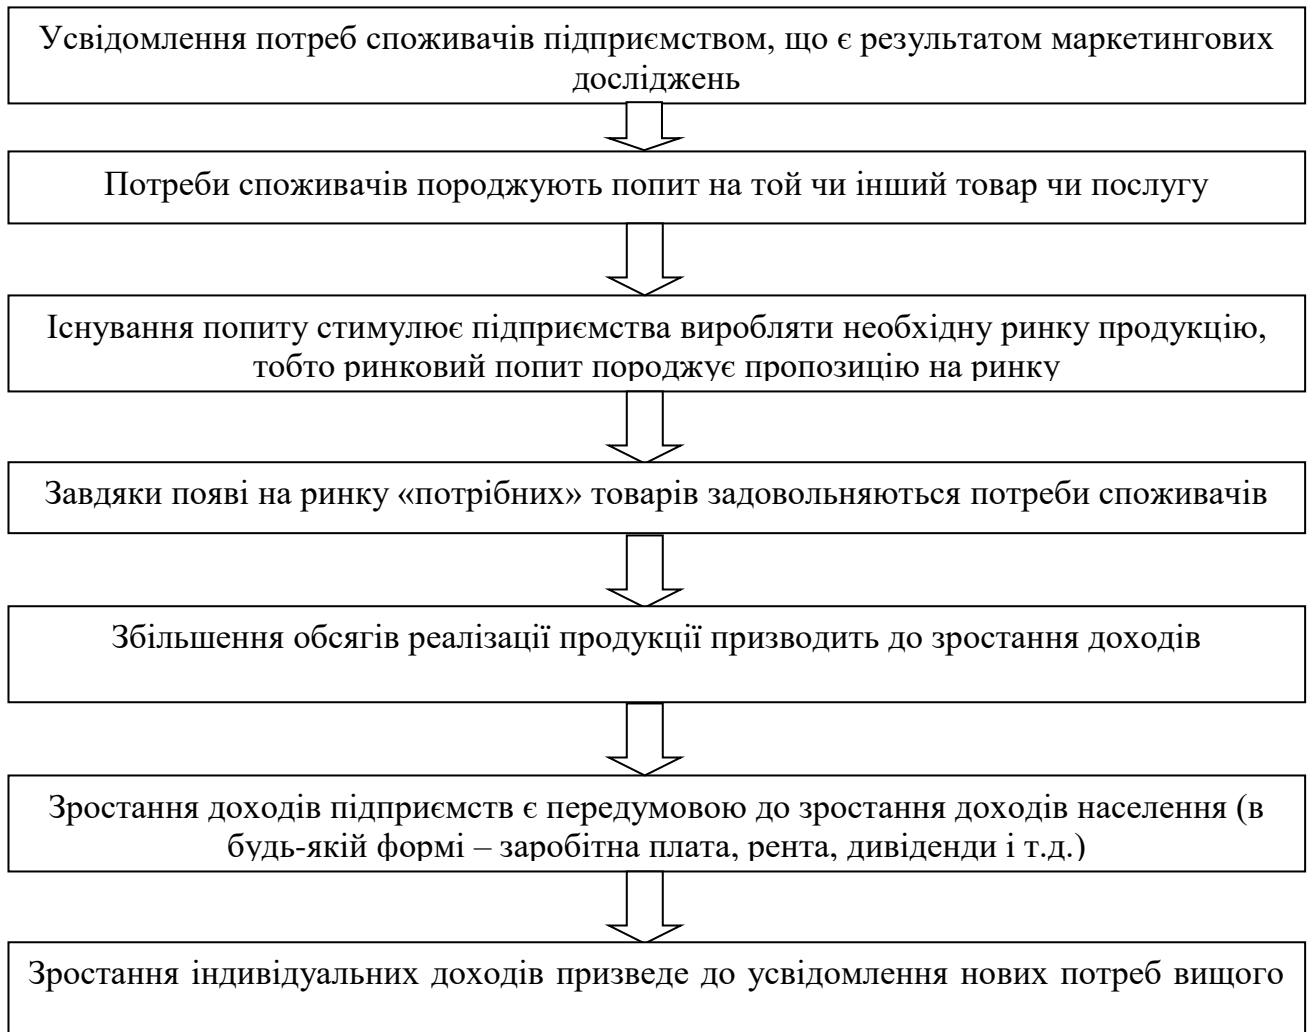 Усвідомлення потреб споживачів підприємством, що є результатом маркетингових
досліджень
Потреби споживачів породжують попит на той чи інший товар чи послугу
Існування попиту стимулює підприємства виробляти необхідну ринку продукцію,
тобто ринковий попит породжує пропозицію на ринку
Завдяки появі на ринку «потрібних» товарів задовольняються потреби споживачів
Збільшення обсягів реалізації продукції призводить до зростання доходів
Зростання доходів підприємств є передумовою до зростання доходів населення (в
будь-якій формі – заробітна плата, рента, дивіденди і т.д.)
Зростання індивідуальних доходів призведе до усвідомлення нових потреб вищого